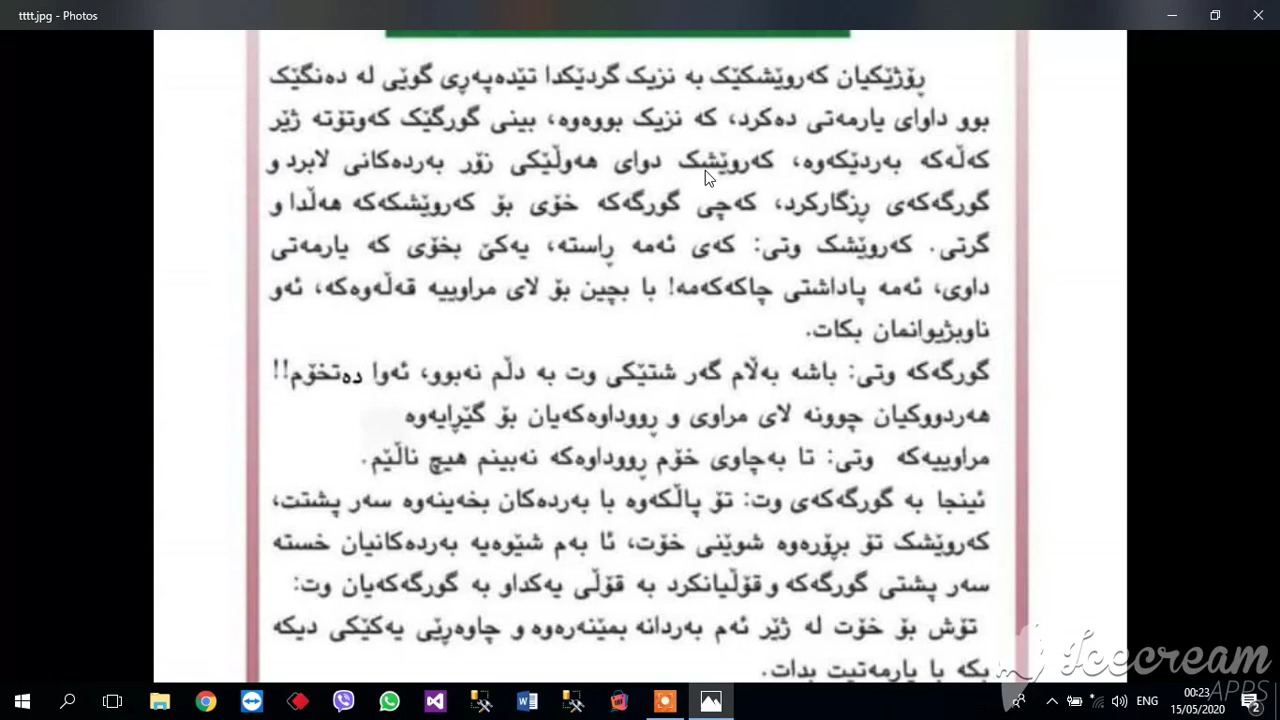 tttt.jpg - Photos
ڕۆژێکیان کەروێشکێک بە نزیک گردێکدا تێدەپەڕی گوێی لە دەنگێک
بوو داوای یارمەتی دەکرد، کە نزیک بووەوە، بینی گورگێک کەوتۆتە ژێر
کەڵەکە بەردێکەوە، کەروێشک دوای هەوڵێکی زۆر بەردەکانی لابرد و
گورگەکەی ڕزگارکرد، کەچی گورگەکە خۆی بۆ کەروێشکەکە هەڵدا و
گرتی. کەروێشک وتی: کەی ئەمە ڕاستە، یەکێ بخۆی کە یارمەتی
داوی، ئەمە پاداشتی چاکەکەمە! با بچین بۆ لای مراوییە قەڵەوەکە، ئەو
ناوبژیوانمان بکات.
گورگەکە وتی: باشە بەڵام گەر شتێکی وت بە دڵم نەبوو، ئەوا دەتخۆم!!
هەردووکیان چوونە لای مراوی و ڕووداوەکەیان بۆ گێڕایەوە
مراوییەکە وتی: تا بەچاوی خۆم ڕووداوەکە نەبینم هیچ ناڵێم.
ئینجا بە گورگەکەی وت: تۆ پاڵکەوە با بەردەکان بخەینەوە سەر پشتت،
کەروێشک تۆ بڕۆرەوە شوێنی خۆت، ئا بەم شێوەیە بەردەکانیان خستە
سەر پشتی گورگەکە و قۆڵیانکرد بە قۆڵی یەکداو بە گورگەکەیان وت:
تۆش بۆ خۆت لە ژێر ئەم بەردانە بمێنەرەوە و چاوەڕێی یەکێکی دیکە
بکە با یارمەتیت بدات.
Icecream
APPS
ENG
00:23
15/05/2020
2